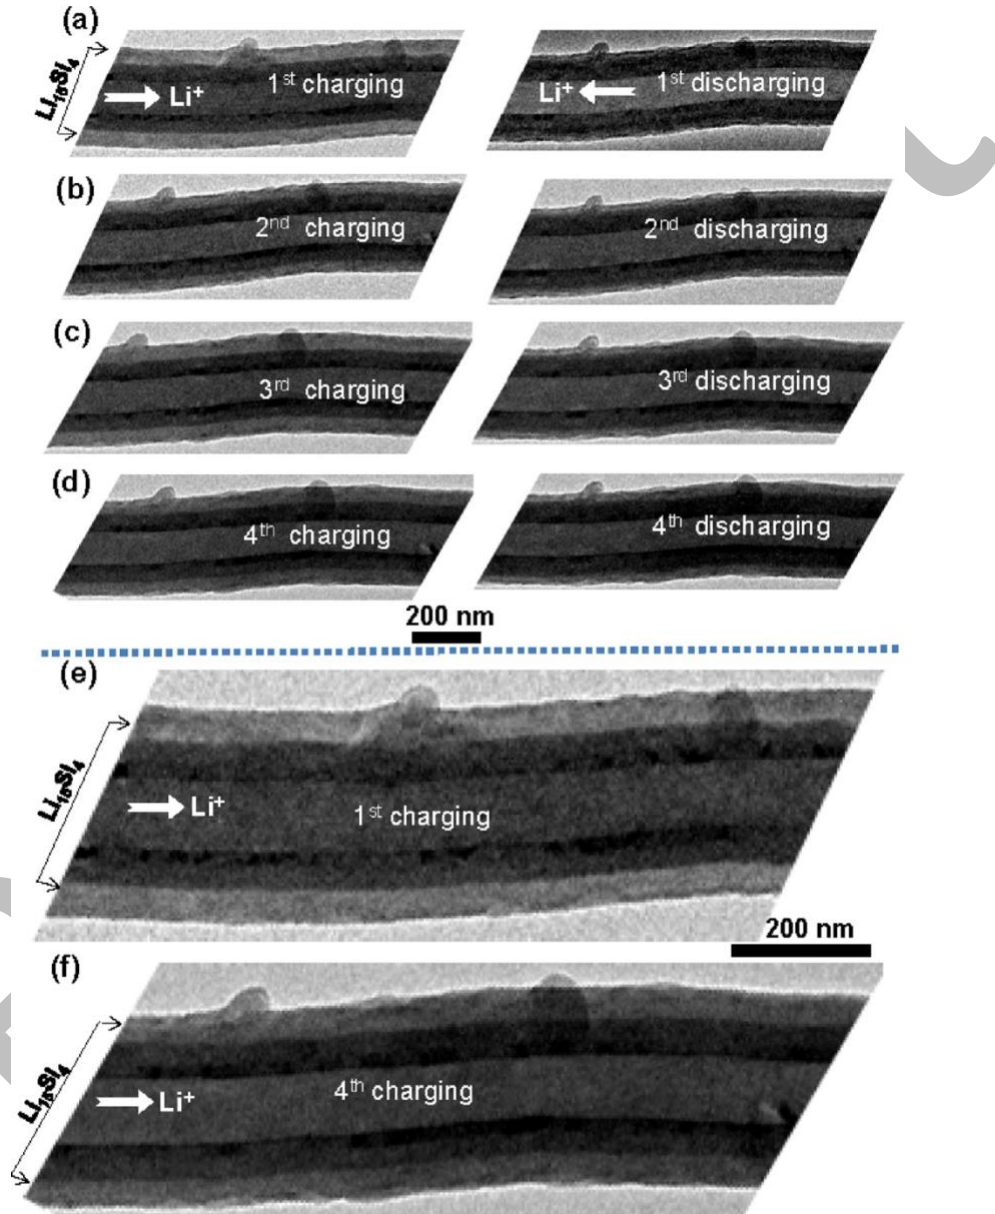 (a)
Li₁₅Si₄
Li⁺
1ˢᵗ charging
Li⁺
1ˢᵗ discharging
(b)
2ⁿᵈ charging
2ⁿᵈ discharging
(c)
3ʳᵈ charging
3ʳᵈ discharging
(d)
4ᵗʰ charging
4ᵗʰ discharging
200 nm
(e)
Li₁₅Si₄
Li⁺
1ˢᵗ charging
200 nm
(f)
Li₁₅Si₄
Li⁺
4ᵗʰ charging